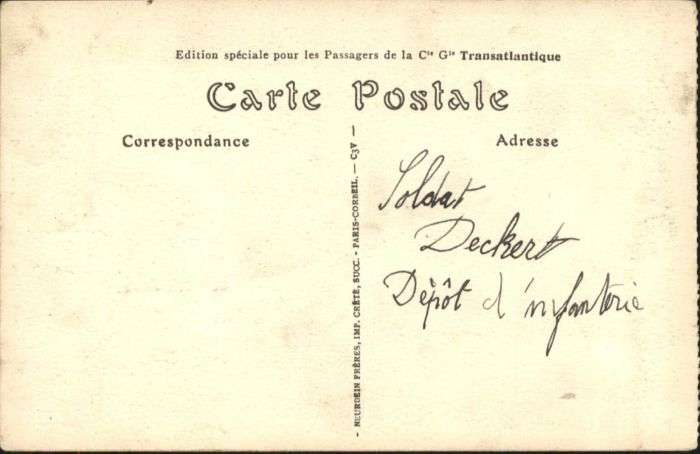 Edition spéciale pour les Passagers de la Cie Gle Transatlantique
Carte Postale
Correspondance
Adresse
Soldat
Deckert
Dépôt d'infanterie
- NEURDEIN FRÈRES, IMP. CRÉTÉ, SUCC. - PARIS-CORBEIL. - C3V -